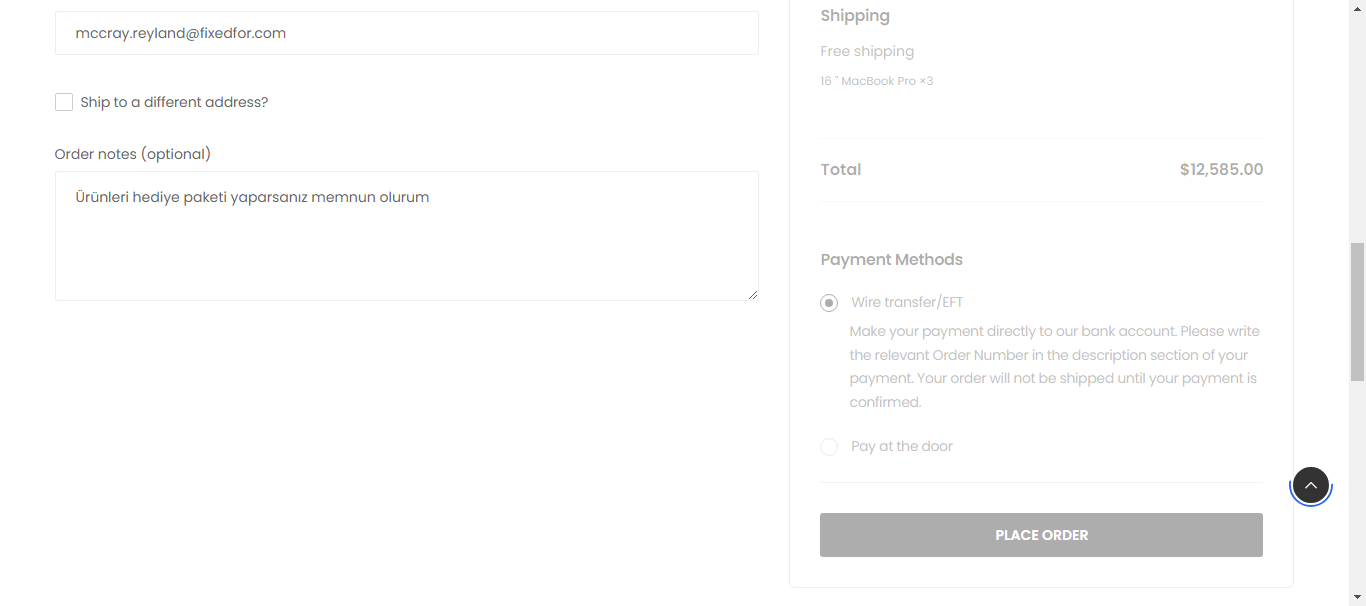 mccray.reyland@fixedfor.com
Ship to a different address?
Order notes (optional)
Ürünleri hediye paketi yaparsanız memnun olurum
Shipping
Free shipping
16 " MacBook Pro ×3
Total $12,585.00
Payment Methods
Wire transfer/EFT
Make your payment directly to our bank account. Please write
the relevant Order Number in the description section of your
payment. Your order will not be shipped until your payment is
confirmed.
Pay at the door
PLACE ORDER